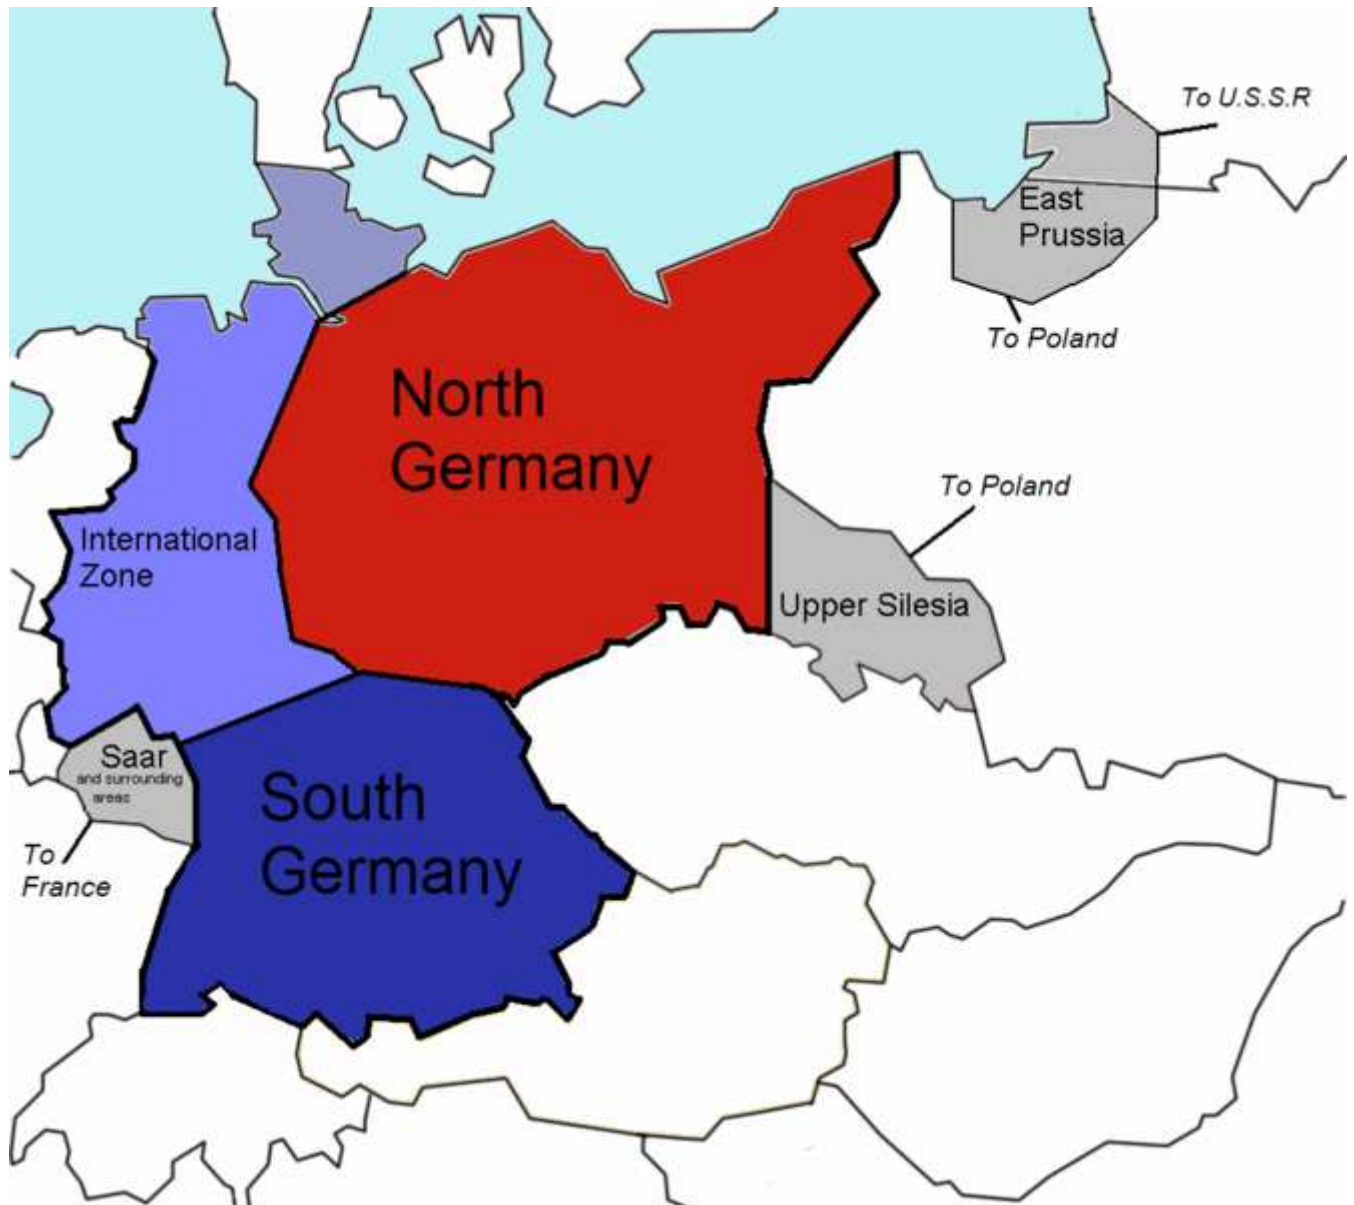 To U.S.S.R
East
Prussia
To Poland
North
Germany
To Poland
International
Zone
Upper Silesia
Saar
and surrounding
areas
South
Germany
To
France